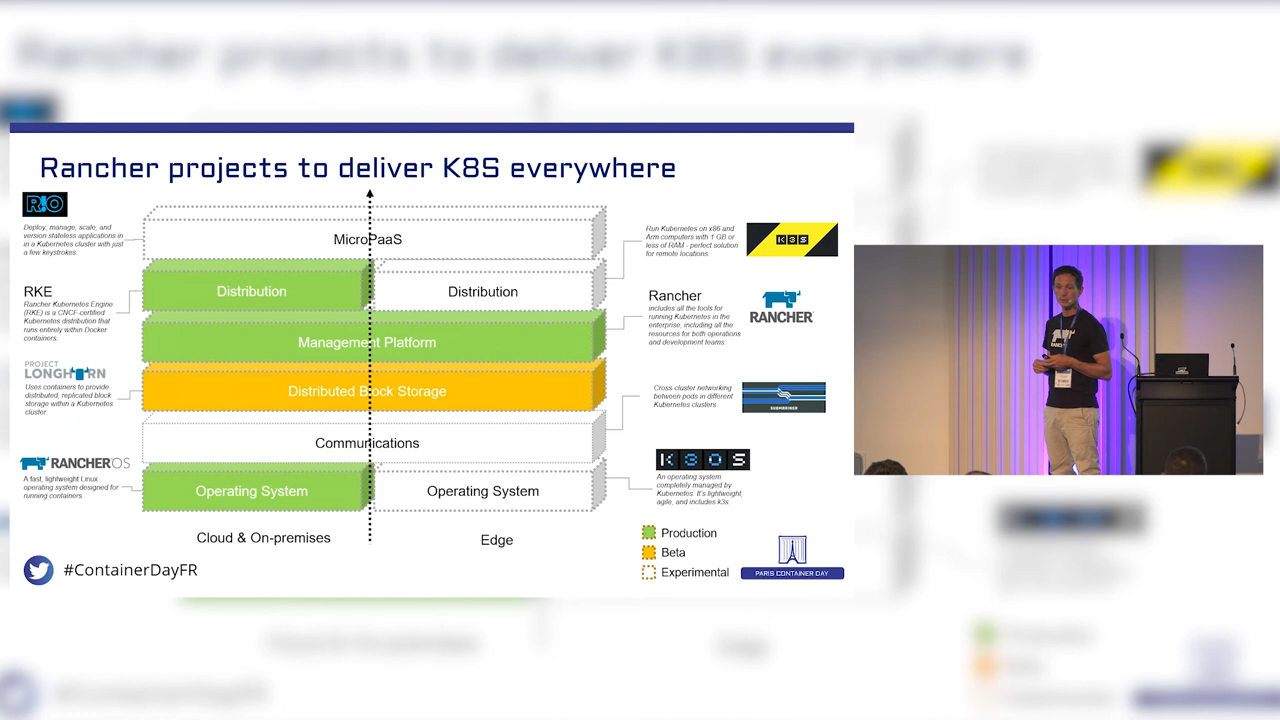 Rancher projects to deliver K8S everywhere
RIO
Deploy, manage, scale, and
version stateless applications in
in a Kubernetes cluster with just
a few keystrokes.
RKE
Rancher Kubernetes Engine
(RKE) is a CNCF-certified
Kubernetes distribution that
runs entirely within Docker
containers.
PROJECT
LONGHORN
Uses containers to provide
distributed, replicated block
storage within a Kubernetes
cluster.
RANCHEROS
A fast, lightweight Linux
operating system designed for
running containers.
MicroPaaS
Distribution
Distribution
Management Platform
Distributed Block Storage
Communications
Operating System
Operating System
Cloud & On-premises
Edge
Run Kubernetes on x86 and
Arm computers with 1 GB or
less of RAM - perfect solution
for remote locations.
K3S
Rancher
includes all the tools for
running Kubernetes in the
enterprise, including all the
resources for both operations
and development teams.
RANCHER
Cross-cluster networking
between pods in different
Kubernetes clusters.
SUBMARINER
K3OS
An operating system
completely managed by
Kubernetes. It's lightweight,
agile, and includes k3s.
Production
Beta
Experimental
#ContainerDayFR
PARIS CONTAINER DAY